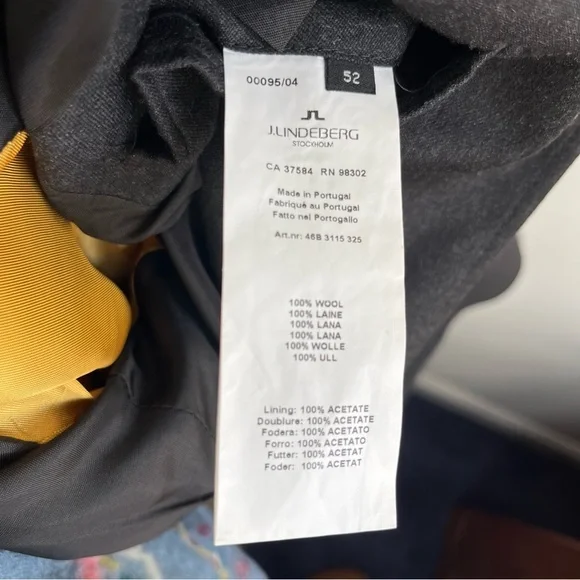 00095/04
52
JL
J.LINDEBERG
STOCKHOLM
CA 37584 RN 98302
Made in Portugal
Fabriqué au Portugal
Fatto nel Portogallo
Art.nr: 46B 3115 325
100% WOOL
100% LAINE
100% LANA
100% LANA
100% WOLLE
100% ULL
Lining: 100% ACETATE
Doublure: 100% ACETATE
Fodera: 100% ACETATO
Forro: 100% ACETATO
Futter: 100% ACETAT
Foder: 100% ACETAT